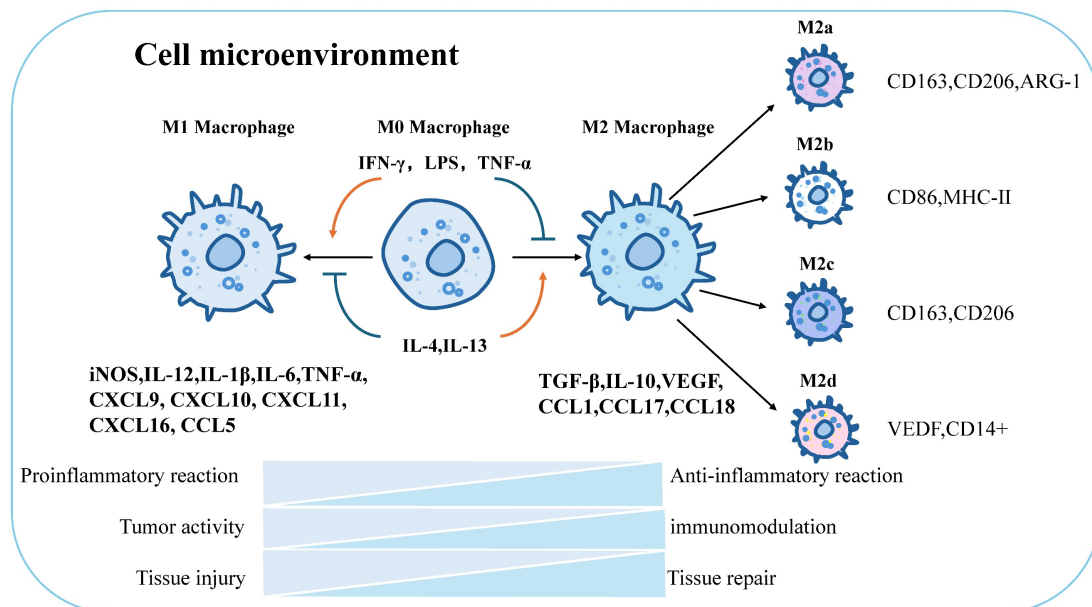 Cell microenvironment
M1 Macrophage
M0 Macrophage
M2 Macrophage
IFN-γ, LPS, TNF-α
IL-4,IL-13
iNOS,IL-12,IL-1β,IL-6,TNF-α,
CXCL9, CXCL10, CXCL11,
CXCL16, CCL5
TGF-β,IL-10,VEGF,
CCL1,CCL17,CCL18
M2a
CD163,CD206,ARG-1
M2b
CD86,MHC-II
M2c
CD163,CD206
M2d
VEDF,CD14+
Proinflammatory reaction
Anti-inflammatory reaction
Tumor activity
immunomodulation
Tissue injury
Tissue repair